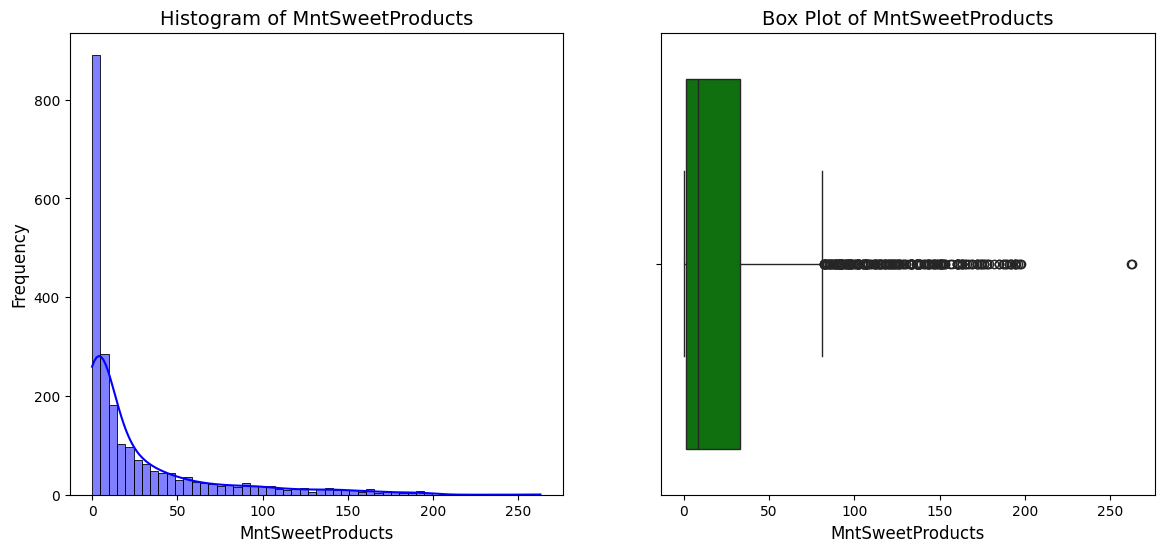 Histogram of MntSweetProducts
800
600
400
200
0
Frequency
0 50 100 150 200 250
MntSweetProducts
Box Plot of MntSweetProducts
0 50 100 150 200 250
MntSweetProducts